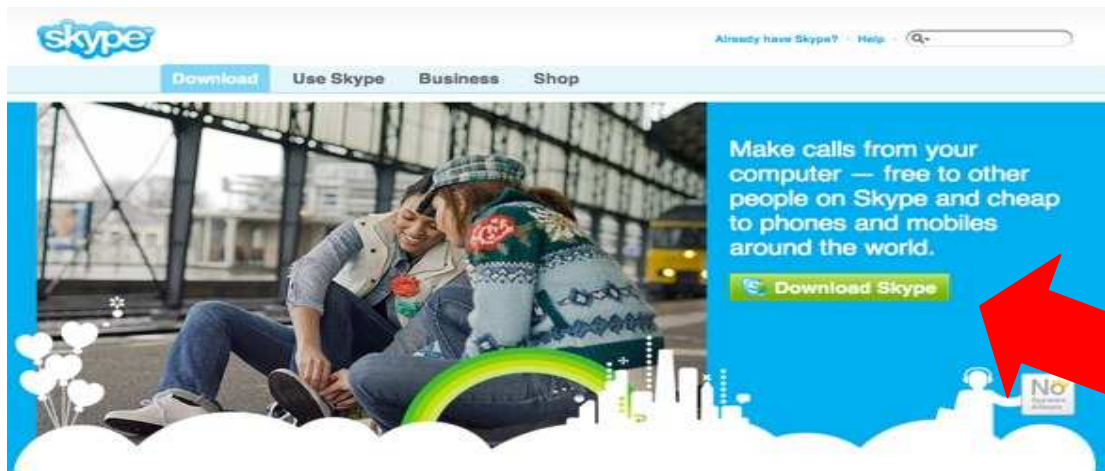 skype
Already have Skype? Help
Download Use Skype Business Shop
Make calls from your
computer — free to other
people on Skype and cheap
to phones and mobiles
around the world.
Download Skype
No